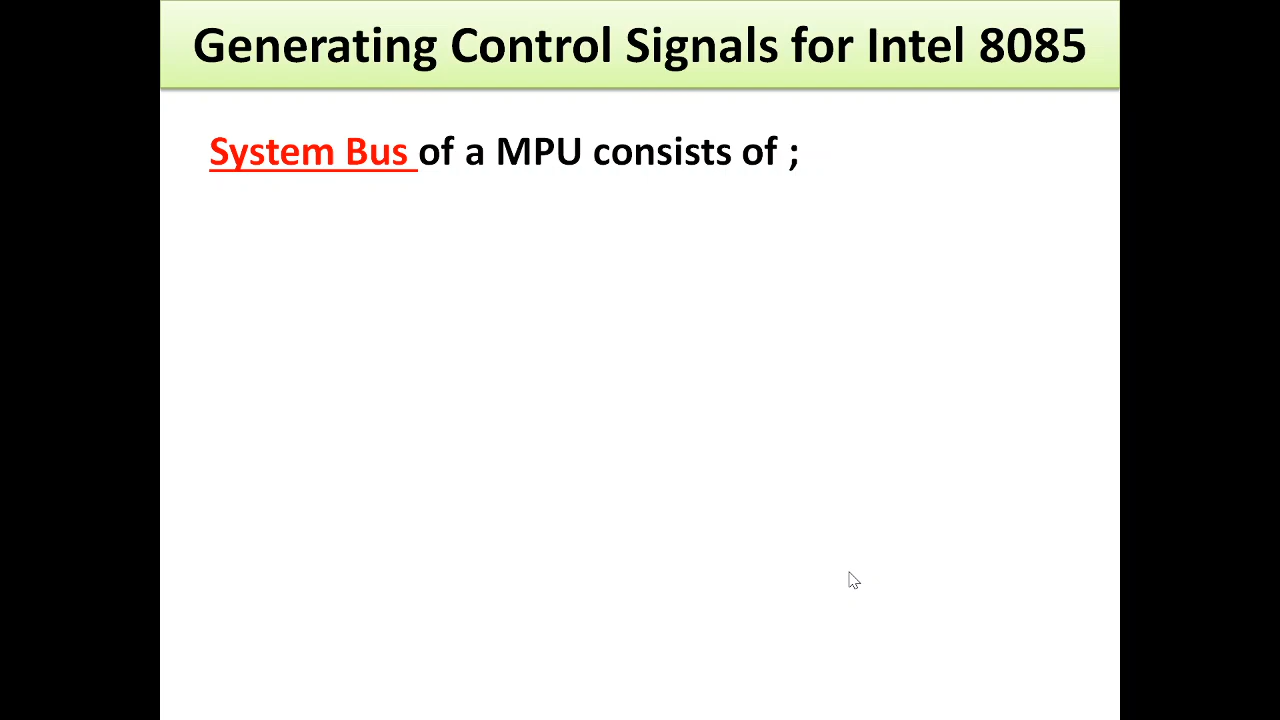 Generating Control Signals for Intel 8085
System Bus of a MPU consists of ;